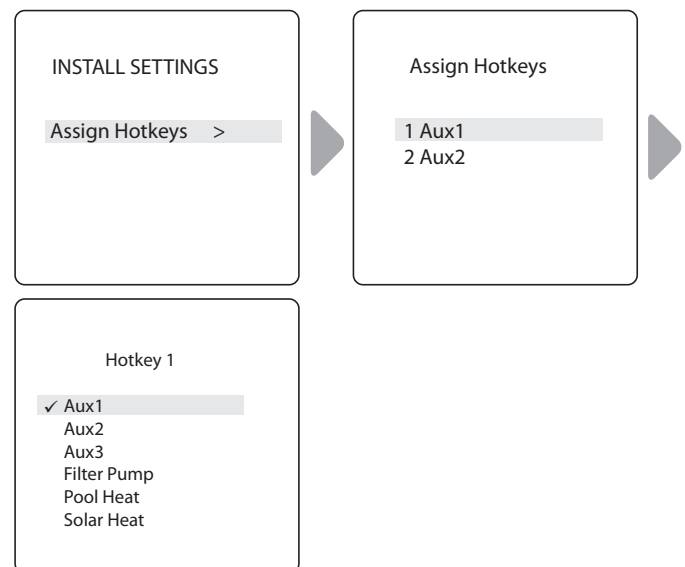 INSTALL SETTINGS
Assign Hotkeys >
Assign Hotkeys
1 Aux1
2 Aux2
Hotkey 1
✓ Aux1
Aux2
Aux3
Filter Pump
Pool Heat
Solar Heat